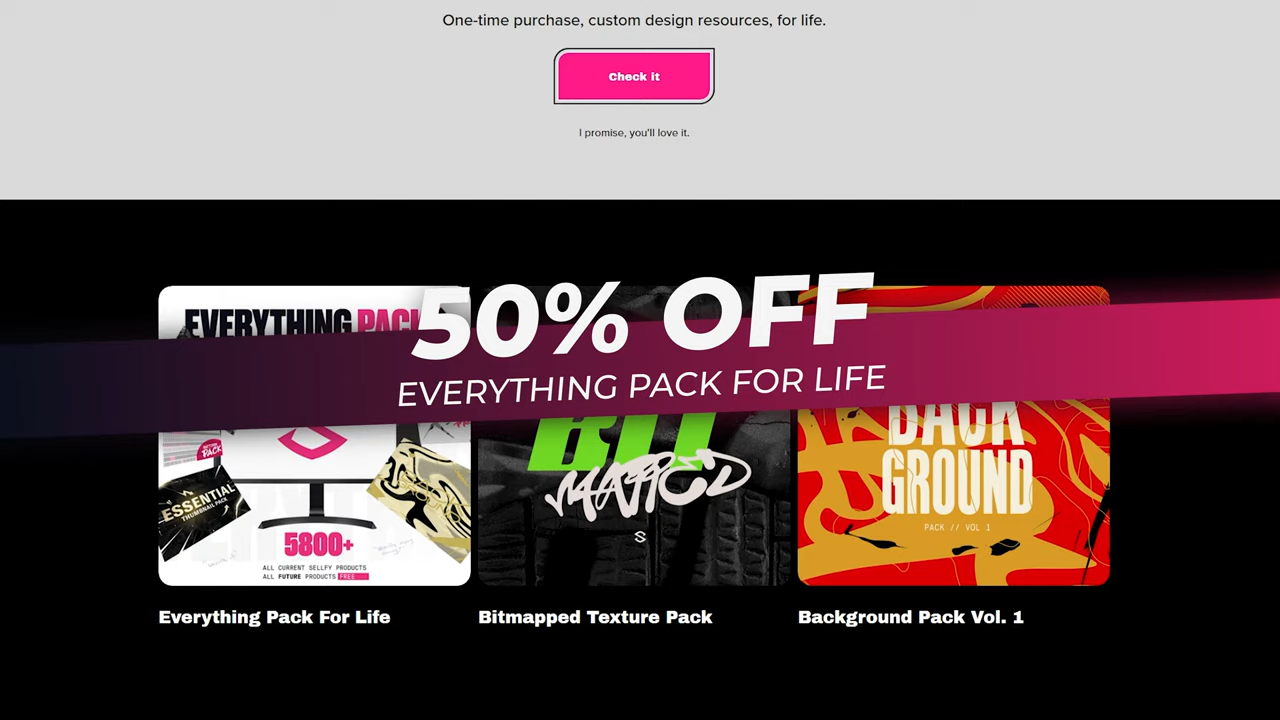 One-time purchase, custom design resources, for life.
Check it
I promise, you'll love it.
50% OFF
EVERYTHING PACK FOR LIFE
EVERYTHING PACK
ESSENTIAL
THUMBNAIL PACK
5800+
ALL CURRENT SELLFY PRODUCTS
ALL FUTURE PRODUCTS FREE
BIT
MAPPED
BACK
GROUND
PACK // VOL 1
Everything Pack For Life
Bitmapped Texture Pack
Background Pack Vol. 1